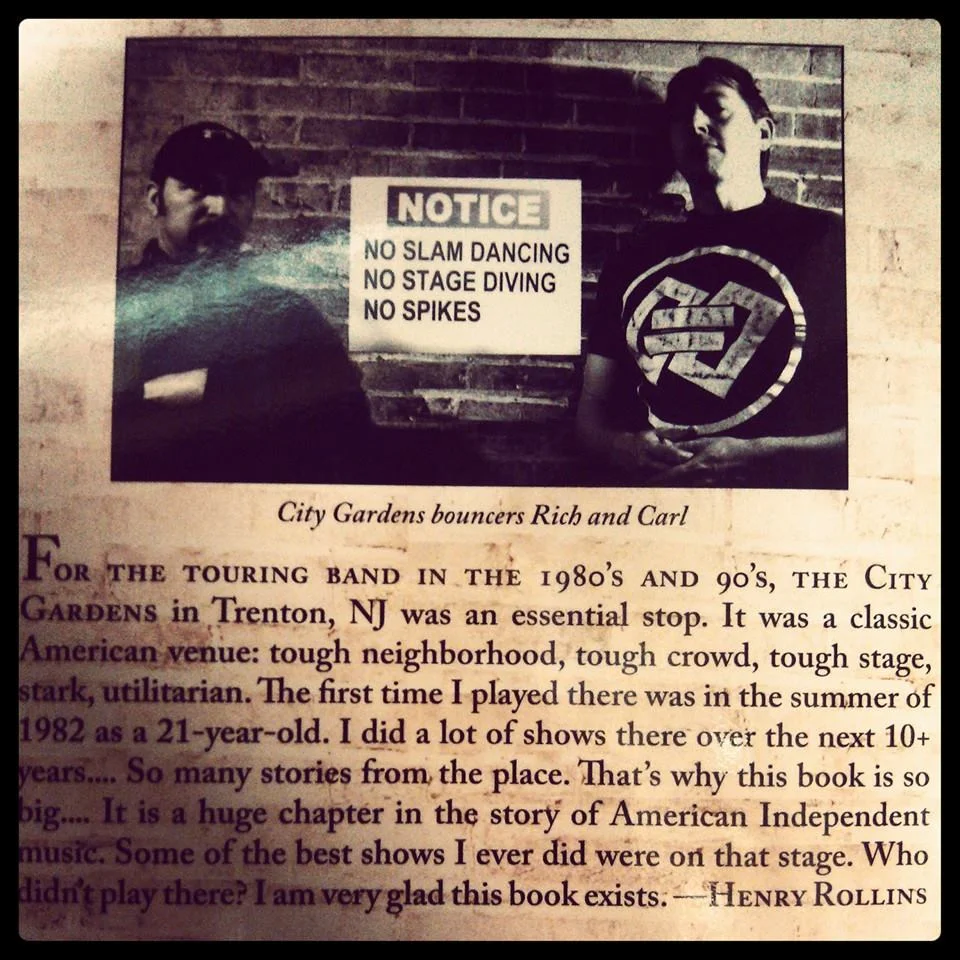 NOTICE
NO SLAM DANCING
NO STAGE DIVING
NO SPIKES
City Gardens bouncers Rich and Carl
FOR THE TOURING BAND IN THE 1980's AND 90's, THE CITY
GARDENS in Trenton, NJ was an essential stop. It was a classic
American venue: tough neighborhood, tough crowd, tough stage,
stark, utilitarian. The first time I played there was in the summer of
1982 as a 21-year-old. I did a lot of shows there over the next 10+
years.... So many stories from the place. That's why this book is so
big.... It is a huge chapter in the story of American Independent
music. Some of the best shows I ever did were on that stage. Who
didn't play there? I am very glad this book exists. —HENRY ROLLINS